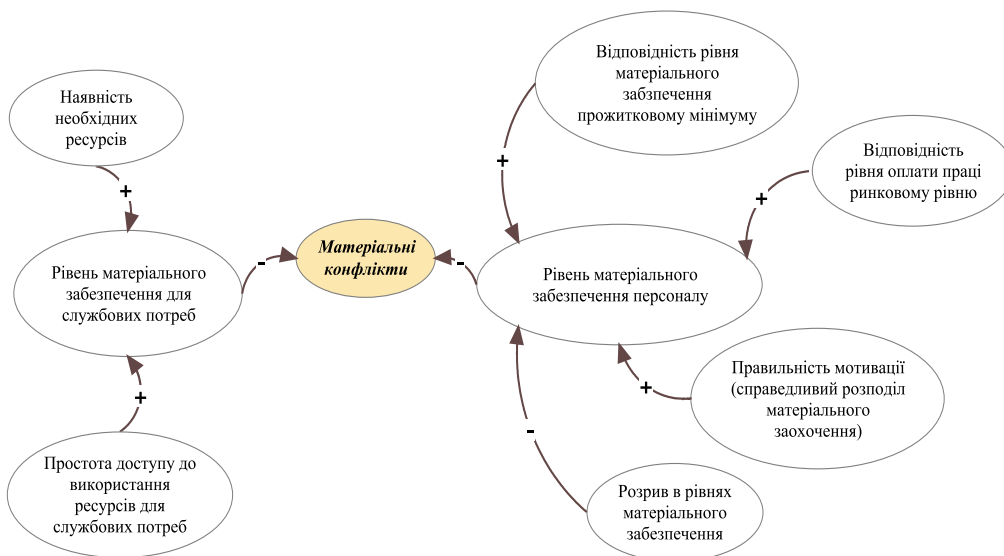 Наявність
необхідних
ресурсів
+
Рівень матеріального
забезпечення для
службових потреб
+
Простота доступу до
використання
ресурсів для
службових потреб
-
Матеріальні
конфлікти
-
Відповідність рівня
матеріального
забзпечення
прожитковому мінімуму
+
Відповідність
рівня оплати праці
ринковому рівню
+
Рівень матеріального
забезпечення персоналу
+
Правильність мотивації
(справедливий розподіл
матеріального
заохочення)
-
Розрив в рівнях
матеріального
забезпечення